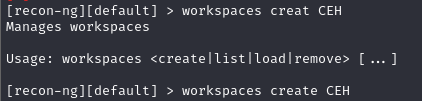 [recon-ng][default] > workspaces creat CEH
Manages workspaces
Usage: workspaces <create|list|load|remove> [...]
[recon-ng][default] > workspaces create CEH